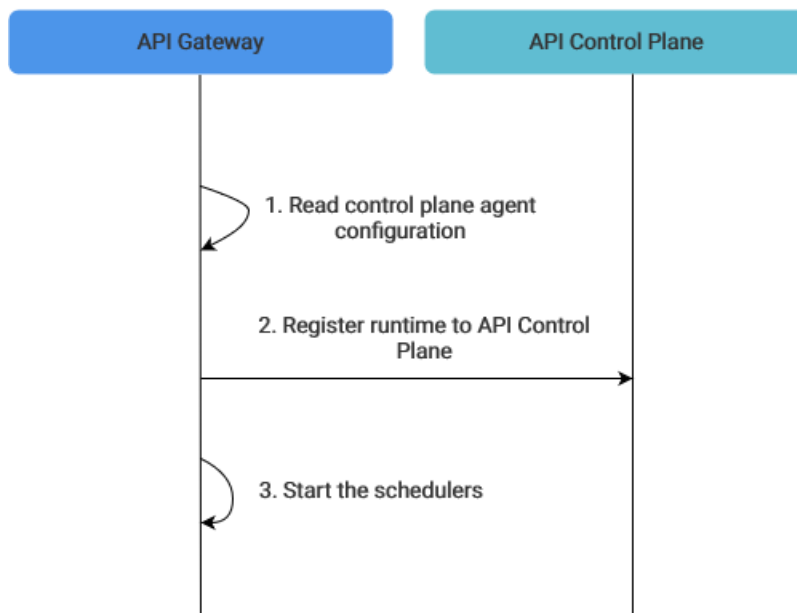 API Gateway
API Control Plane
1. Read control plane agent
configuration
2. Register runtime to API Control
Plane
3. Start the schedulers